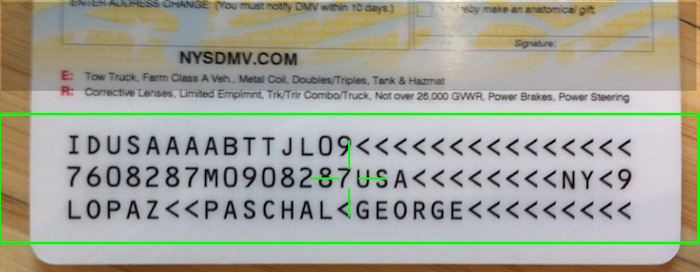 ENTER ADDRESS CHANGE: (You must notify DMV within 10 days.)
hereby make an anatomical gift.
Signature:
NYSDMV.COM
E: Tow Truck, Farm Class A Veh., Metal Coil, Doubles/Triples, Tank & Hazmat
R: Corrective Lenses, Limited Emplmnt, Trk/Trlr Combo/Truck, Not over 26,000 GVWR, Power Brakes, Power Steering
IDUSAAAABTTJL09<<<<<<<<<<<<<<<
7608287M0908287USA<<<<<<<<NY<9
LOPAZ<<PASCHAL<GEORGE<<<<<<<<<